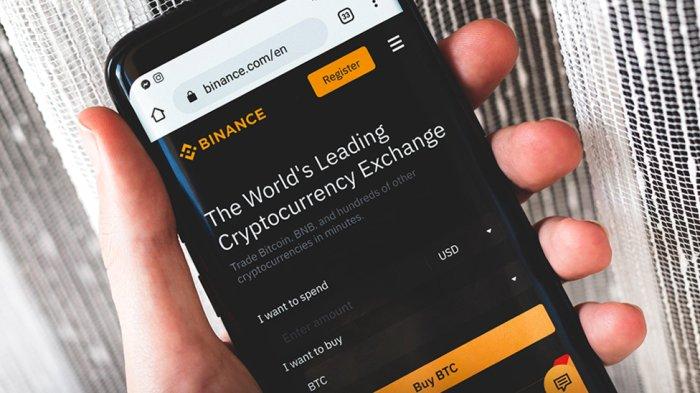 33
binance.com/en
Register
BINANCE
The World's Leading
Cryptocurrency Exchange
Trade Bitcoin, BNB, and hundreds of other
cryptocurrencies in minutes.
I want to spend
USD
Enter amount
I want to buy
BTC
Buy BTC